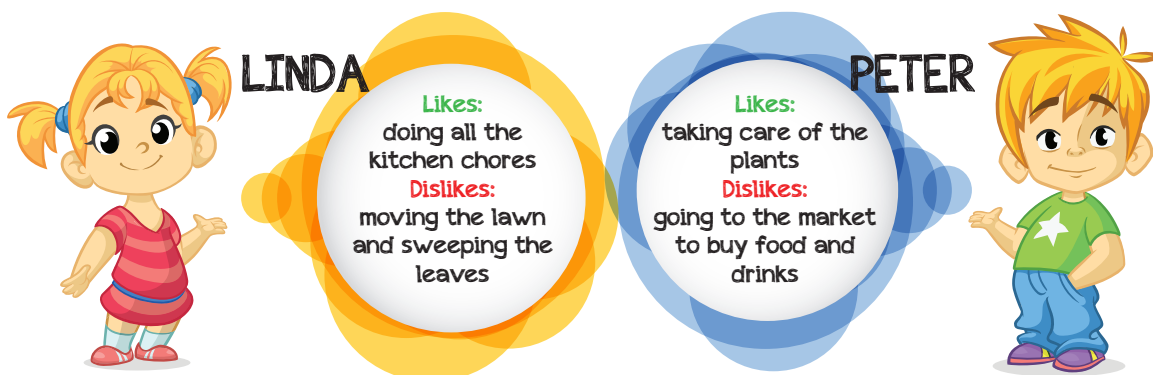 LINDA
Likes:
doing all the
kitchen chores
Dislikes:
moving the lawn
and sweeping the
leaves
PETER
Likes:
taking care of the
plants
Dislikes:
going to the market
to buy food and
drinks